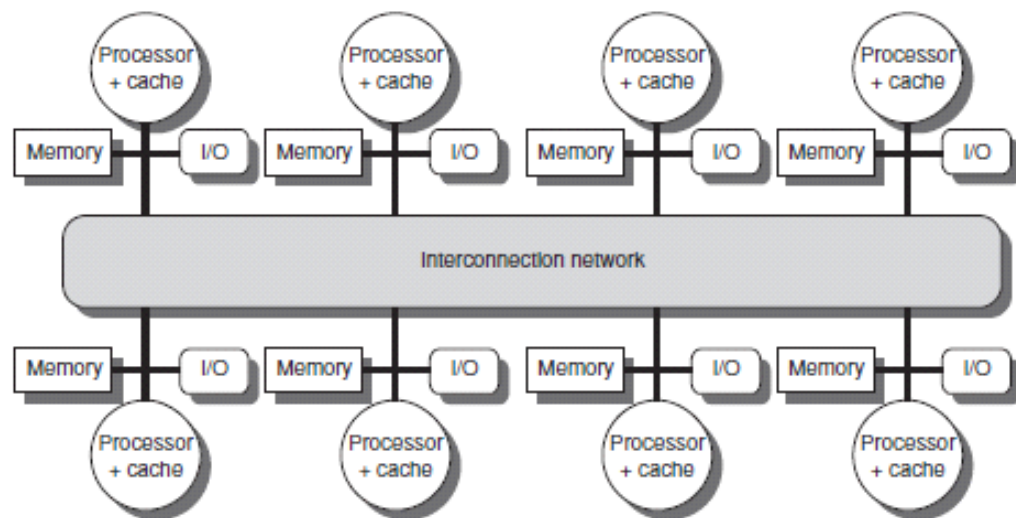 Processor
+ cache
Processor
+ cache
Processor
+ cache
Processor
+ cache
Memory
I/O
Memory
I/O
Memory
I/O
Memory
I/O
Interconnection network
Memory
I/O
Memory
I/O
Memory
I/O
Memory
I/O
Processor
+ cache
Processor
+ cache
Processor
+ cache
Processor
+ cache